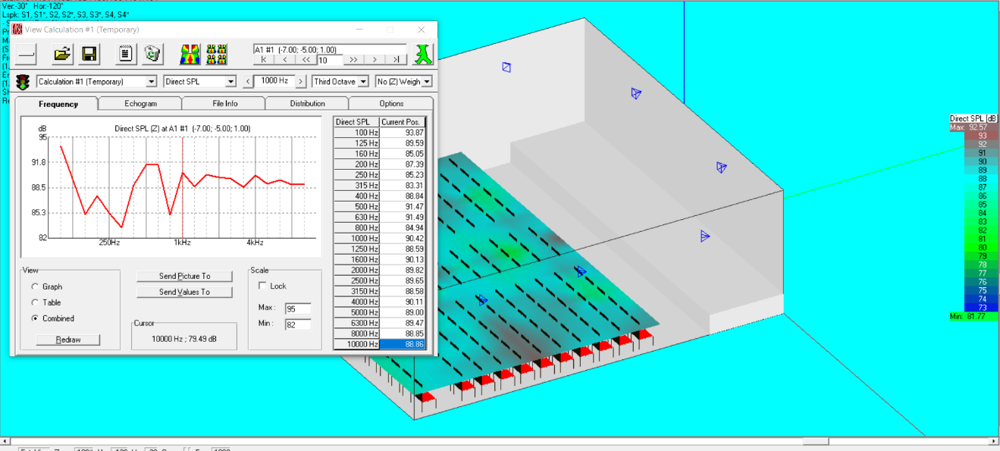 Ver:-30° Hor:-120°
Lspk: S1, S1*, S2, S2*, S3, S3*, S4, S4*
EASE View Calculation #1 (Temporary)
A1 #1 (-7.00; -5.00; 1.00)
|< < << 10 >> > >|
Calculation #1 (Temporary) Direct SPL < 1000 Hz > Third Octave No (Z) Weigh
Frequency Echogram File Info Distribution Options
dB Direct SPL (Z) at A1 #1 (-7.00; -5.00; 1.00)
95
91.8
88.5
85.3
82
250Hz 1kHz 4kHz
Direct SPL Current Pos.
100 Hz 93.87
125 Hz 89.59
160 Hz 85.05
200 Hz 87.39
250 Hz 85.23
315 Hz 83.31
400 Hz 88.84
500 Hz 91.47
630 Hz 91.49
800 Hz 84.94
1000 Hz 90.42
1250 Hz 88.59
1600 Hz 90.13
2000 Hz 89.82
2500 Hz 89.65
3150 Hz 88.58
4000 Hz 90.11
5000 Hz 89.00
6300 Hz 89.47
8000 Hz 88.85
10000 Hz 88.86
View
Graph
Table
Combined
Redraw
Send Picture To
Send Values To
Cursor
10000 Hz ; 79.49 dB
Scale
Lock
Max : 95
Min : 82
Direct SPL [dB]
Max: 92.57
93
92
91
90
89
88
87
86
85
84
83
82
81
80
79
78
77
76
75
74
73
Min: 81.77